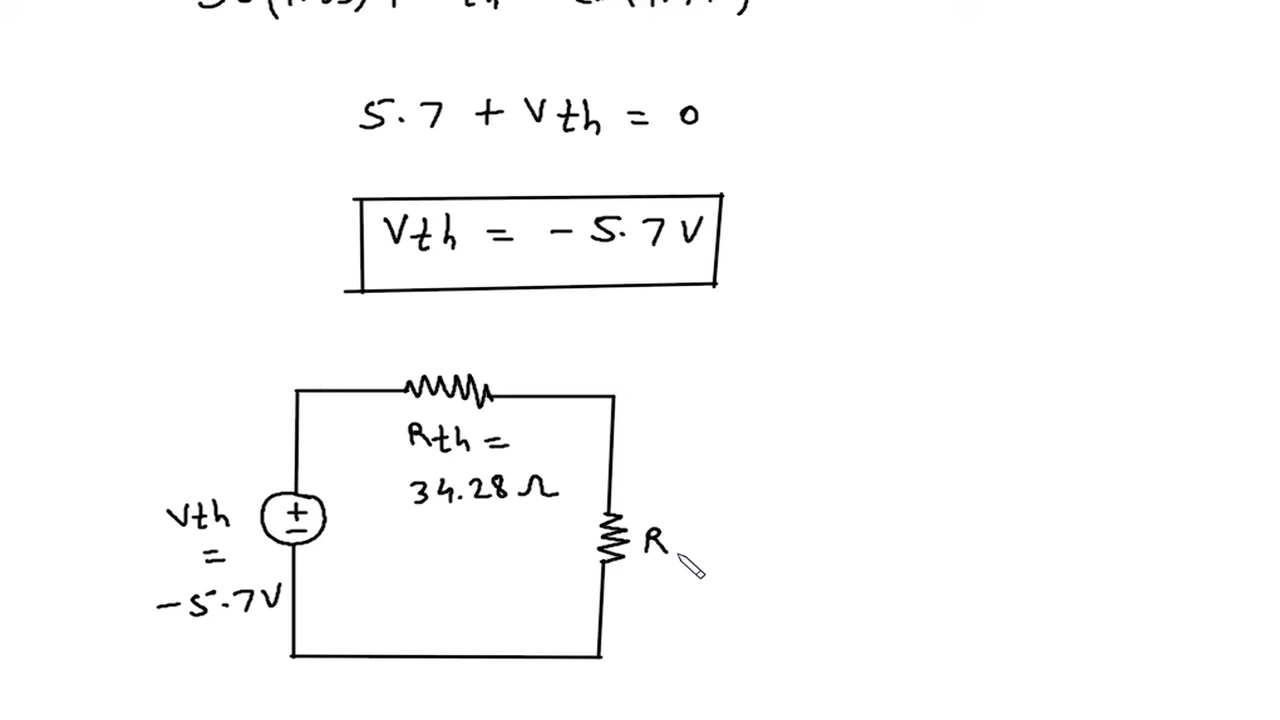 5.7 + Vth = 0
Vth = - 5.7 V
Rth =
34.28 Ω
Vth
=
-5.7V
+
-
R